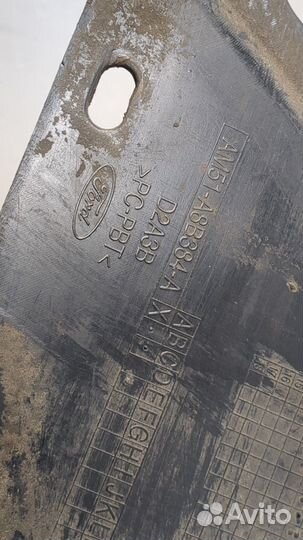 Ford
AM51-A8B384-A
D2A3B
>PC-PBT<
X
A B C D E F G H I J K
Avito